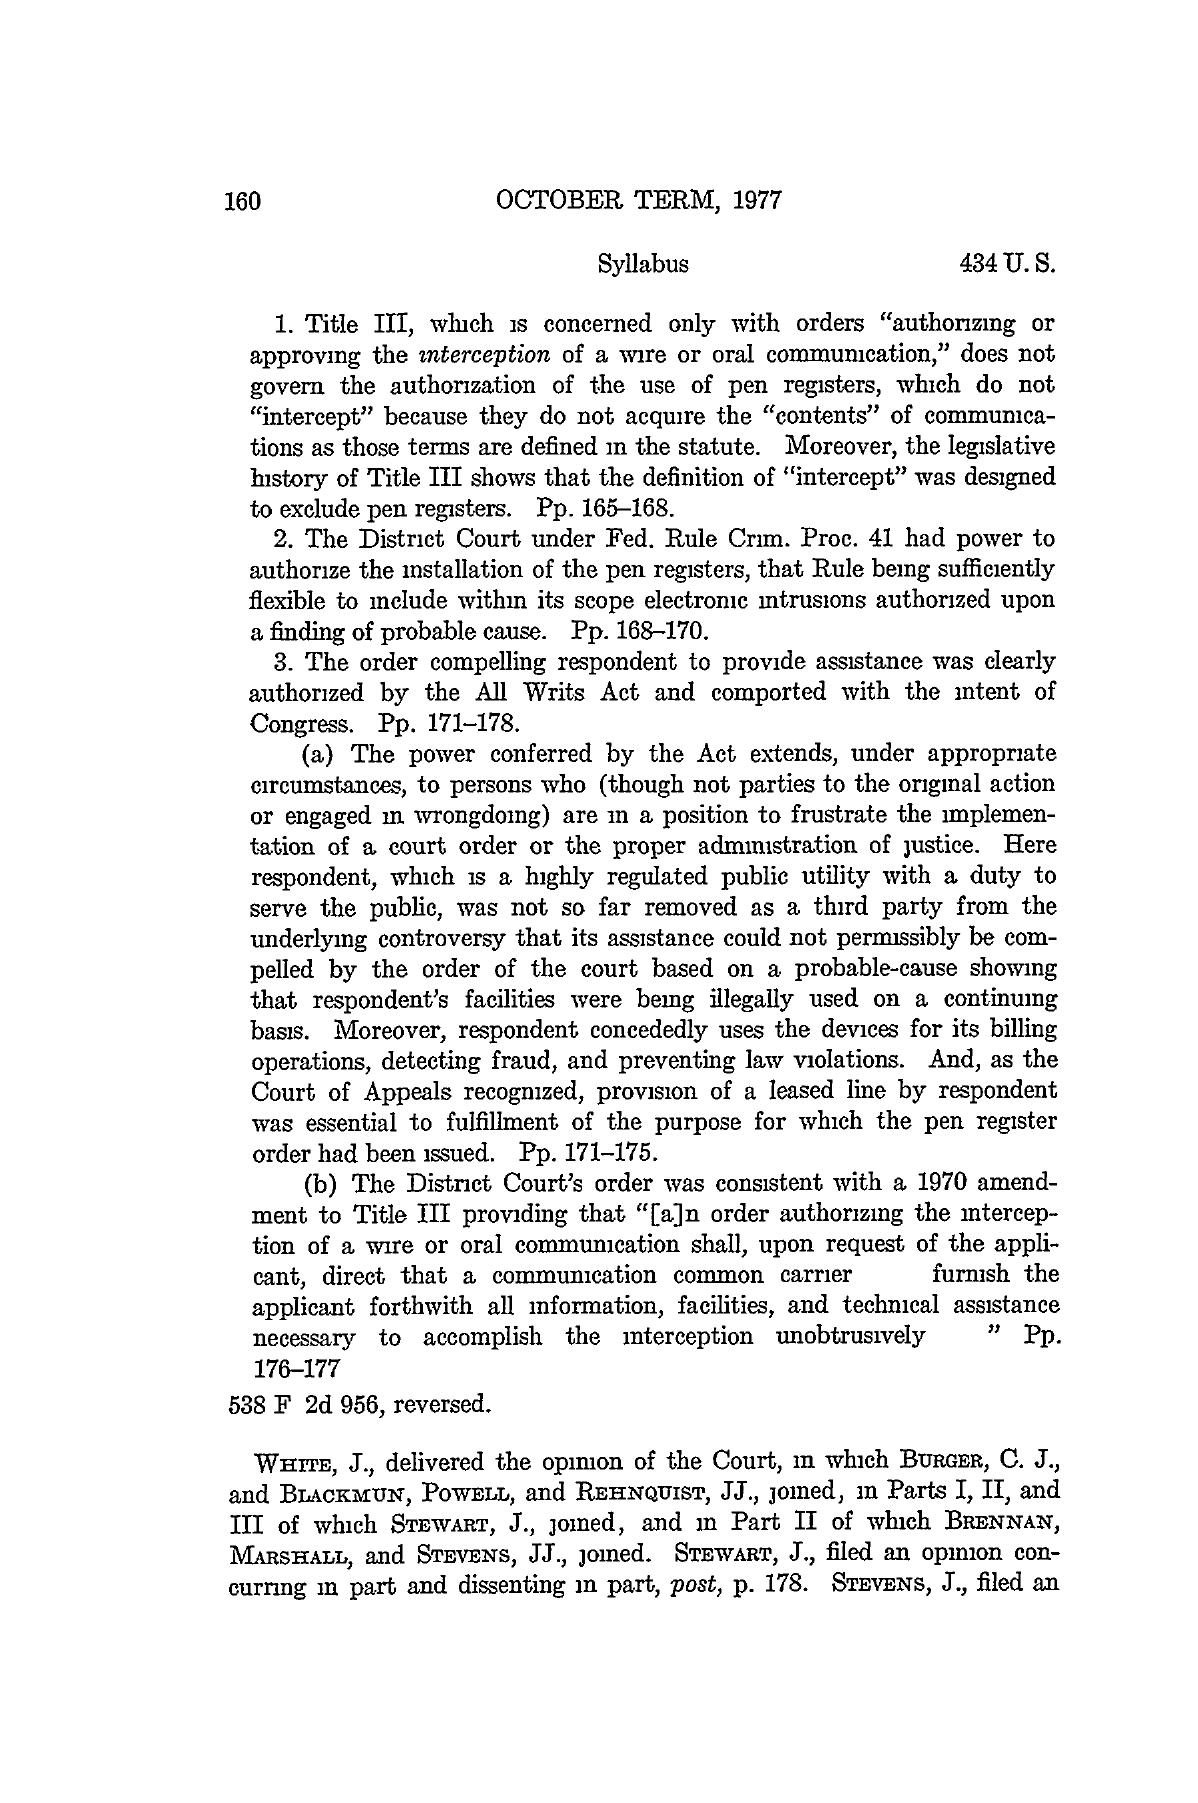 160 OCTOBER TERM, 1977
Syllabus 434 U. S.
1. Title III, which is concerned only with orders “authorizing or
approving the interception of a wire or oral communication,” does not
govern the authorization of the use of pen registers, which do not
“intercept” because they do not acquire the “contents” of communica-
tions as those terms are defined in the statute. Moreover, the legislative
history of Title III shows that the definition of “intercept” was designed
to exclude pen registers. Pp. 165–168.
2. The District Court under Fed. Rule Crim. Proc. 41 had power to
authorize the installation of the pen registers, that Rule being sufficiently
flexible to include within its scope electronic intrusions authorized upon
a finding of probable cause. Pp. 168–170.
3. The order compelling respondent to provide assistance was clearly
authorized by the All Writs Act and comported with the intent of
Congress. Pp. 171–178.
(a) The power conferred by the Act extends, under appropriate
circumstances, to persons who (though not parties to the original action
or engaged in wrongdoing) are in a position to frustrate the implemen-
tation of a court order or the proper administration of justice. Here
respondent, which is a highly regulated public utility with a duty to
serve the public, was not so far removed as a third party from the
underlying controversy that its assistance could not permissibly be com-
pelled by the order of the court based on a probable-cause showing
that respondent’s facilities were being illegally used on a continuing
basis. Moreover, respondent concededly uses the devices for its billing
operations, detecting fraud, and preventing law violations. And, as the
Court of Appeals recognized, provision of a leased line by respondent
was essential to fulfillment of the purpose for which the pen register
order had been issued. Pp. 171–175.
(b) The District Court’s order was consistent with a 1970 amend-
ment to Title III providing that “[a]n order authorizing the intercep-
tion of a wire or oral communication shall, upon request of the appli-
cant, direct that a communication common carrier furnish the
applicant forthwith all information, facilities, and technical assistance
necessary to accomplish the interception unobtrusively ” Pp.
176–177
538 F 2d 956, reversed.
WHITE, J., delivered the opinion of the Court, in which BURGER, C. J.,
and BLACKMUN, POWELL, and REHNQUIST, JJ., joined, in Parts I, II, and
III of which STEWART, J., joined, and in Part II of which BRENNAN,
MARSHALL, and STEVENS, JJ., joined. STEWART, J., filed an opinion con-
curring in part and dissenting in part, post, p. 178. STEVENS, J., filed an